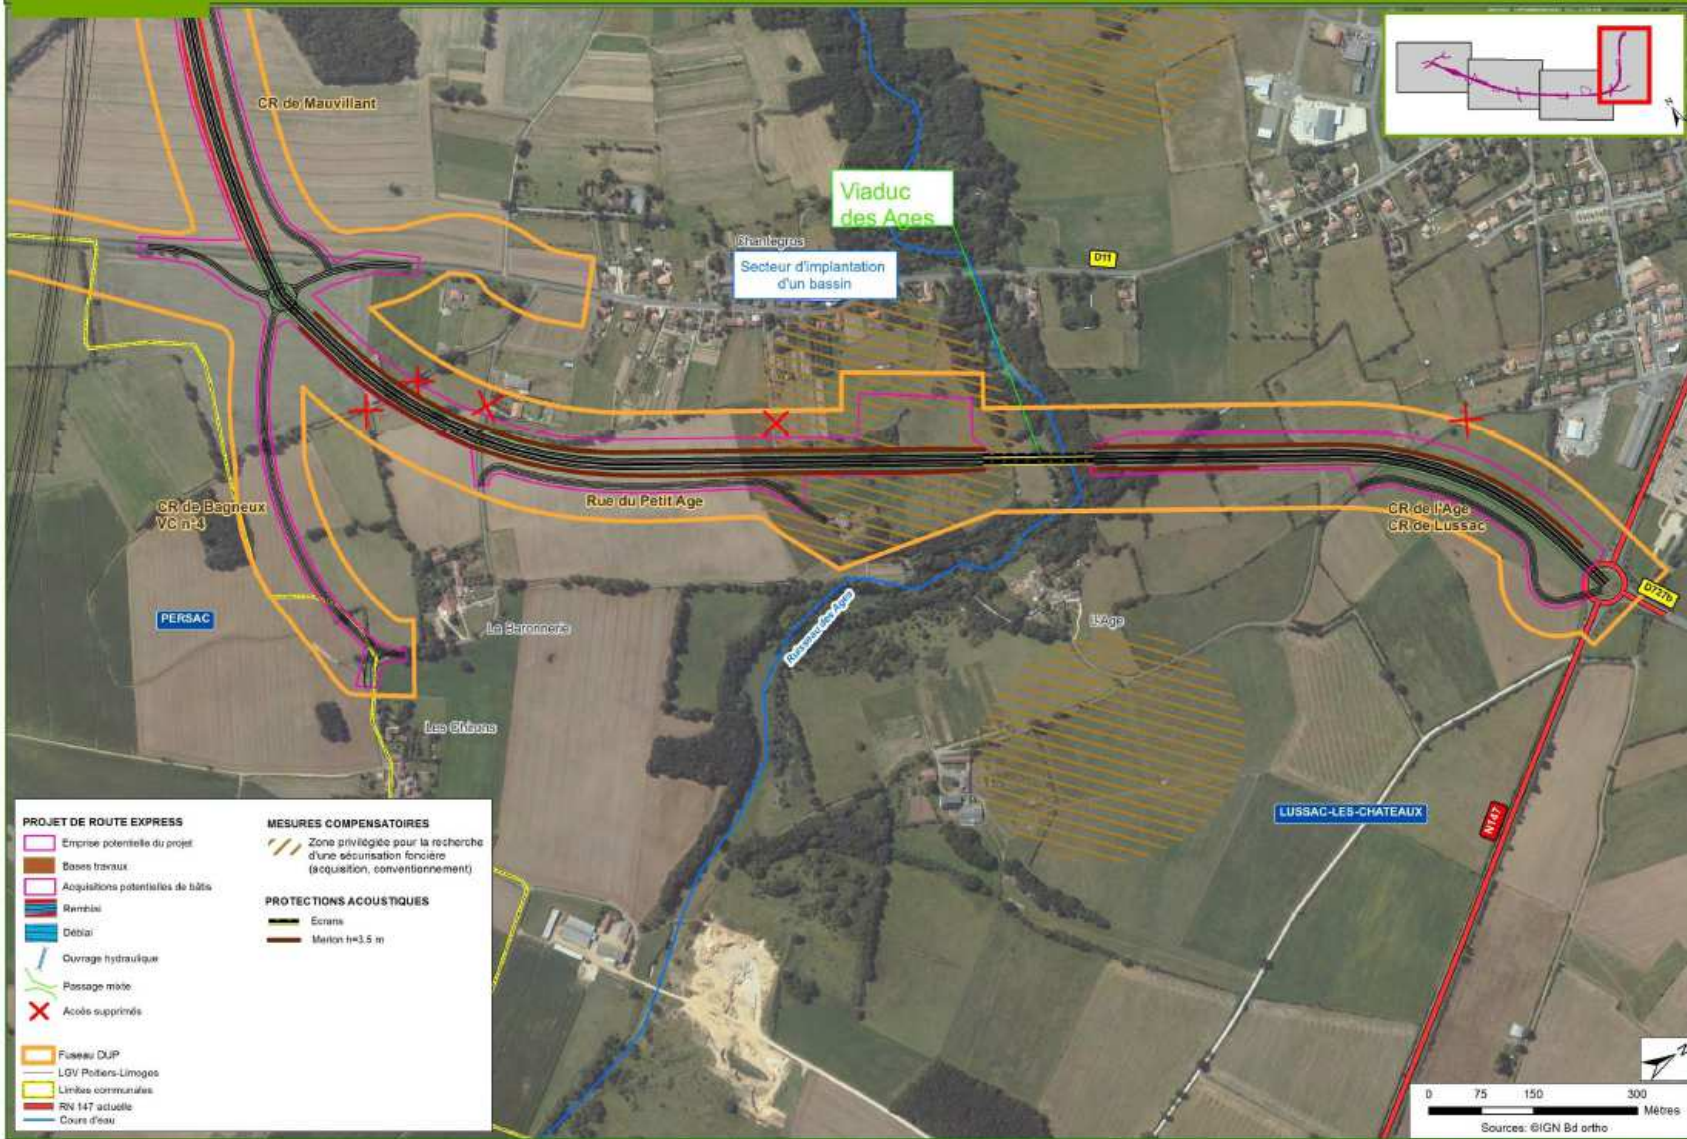 CR de Mauvillant
Viaduc
des Ages
Chantegros
Secteur d'implantation
d'un bassin
D11
CR de Bagneux
VC n°4
Rue du Petit Age
CR de l'Age
CR de Lussac
D727b
PERSAC
La Baronnerie
Ruisseau des Ages
L'Age
Les Chirons
LUSSAC-LES-CHATEAUX
N147
PROJET DE ROUTE EXPRESS
Emprise potentielle du projet
Bases travaux
Acquisitions potentielles de bâtis
Remblai
Déblai
Ouvrage hydraulique
Passage mixte
Accès supprimés
Fuseau DUP
LGV Poitiers-Limoges
Limites communales
RN 147 actuelle
Cours d'eau
MESURES COMPENSATOIRES
Zone privilégiée pour la recherche
d'une sécurisation foncière
(acquisition, conventionnement)
PROTECTIONS ACOUSTIQUES
Ecrans
Merlon h=3.5 m
N
0 75 150 300
Mètres
Sources: ©IGN Bd ortho